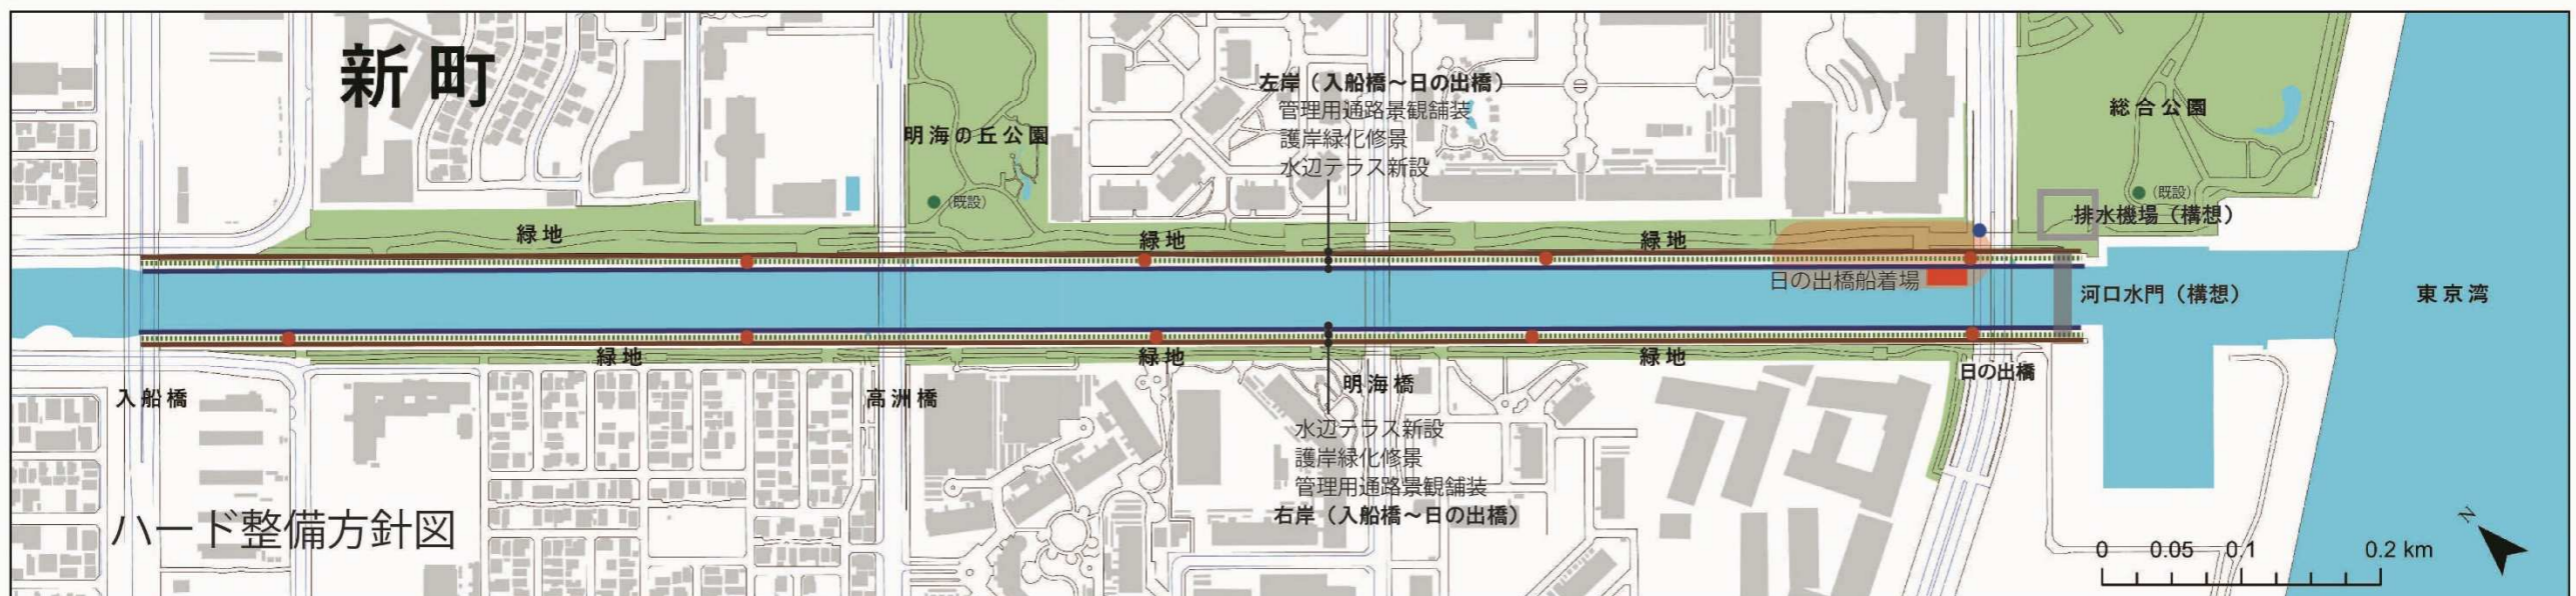 新町
左岸（入船橋～日の出橋）
管理用通路景観舗装
護岸緑化修景
水辺テラス新設
明海の丘公園
（既設）
総合公園
（既設）
排水機場（構想）
緑地
緑地
緑地
日の出橋船着場
河口水門（構想）
東京湾
緑地
緑地
緑地
入船橋
高洲橋
明海橋
日の出橋
水辺テラス新設
護岸緑化修景
管理用通路景観舗装
右岸（入船橋～日の出橋）
ハード整備方針図
N
0 0.05 0.1 0.2 km